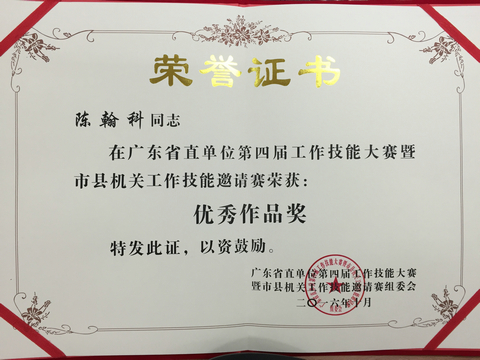 荣誉证书
陈翰科同志
在广东省直单位第四届工作技能大赛暨
市县机关工作技能邀请赛荣获：
优秀作品奖
特发此证，以资鼓励。
广东省直单位第四届工作技能大赛
暨市县机关工作技能邀请赛组委会
二〇一六年十月